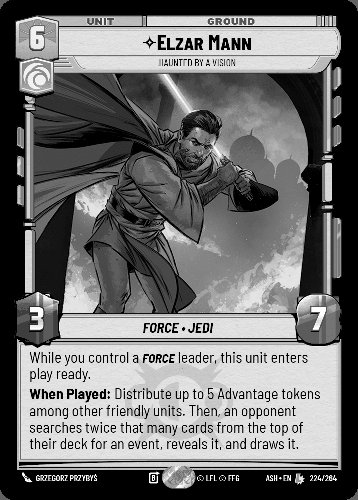 UNIT
GROUND
6
ELZAR MANN
HAUNTED BY A VISION
3
7
FORCE • JEDI
While you control a FORCE leader, this unit enters
play ready.
When Played: Distribute up to 5 Advantage tokens
among other friendly units. Then, an opponent
searches twice that many cards from the top of
their deck for an event, reveals it, and draws it.
GRZEGORZ PRZYBYŚ
© LFL © FFG
ASH • EN
224/264